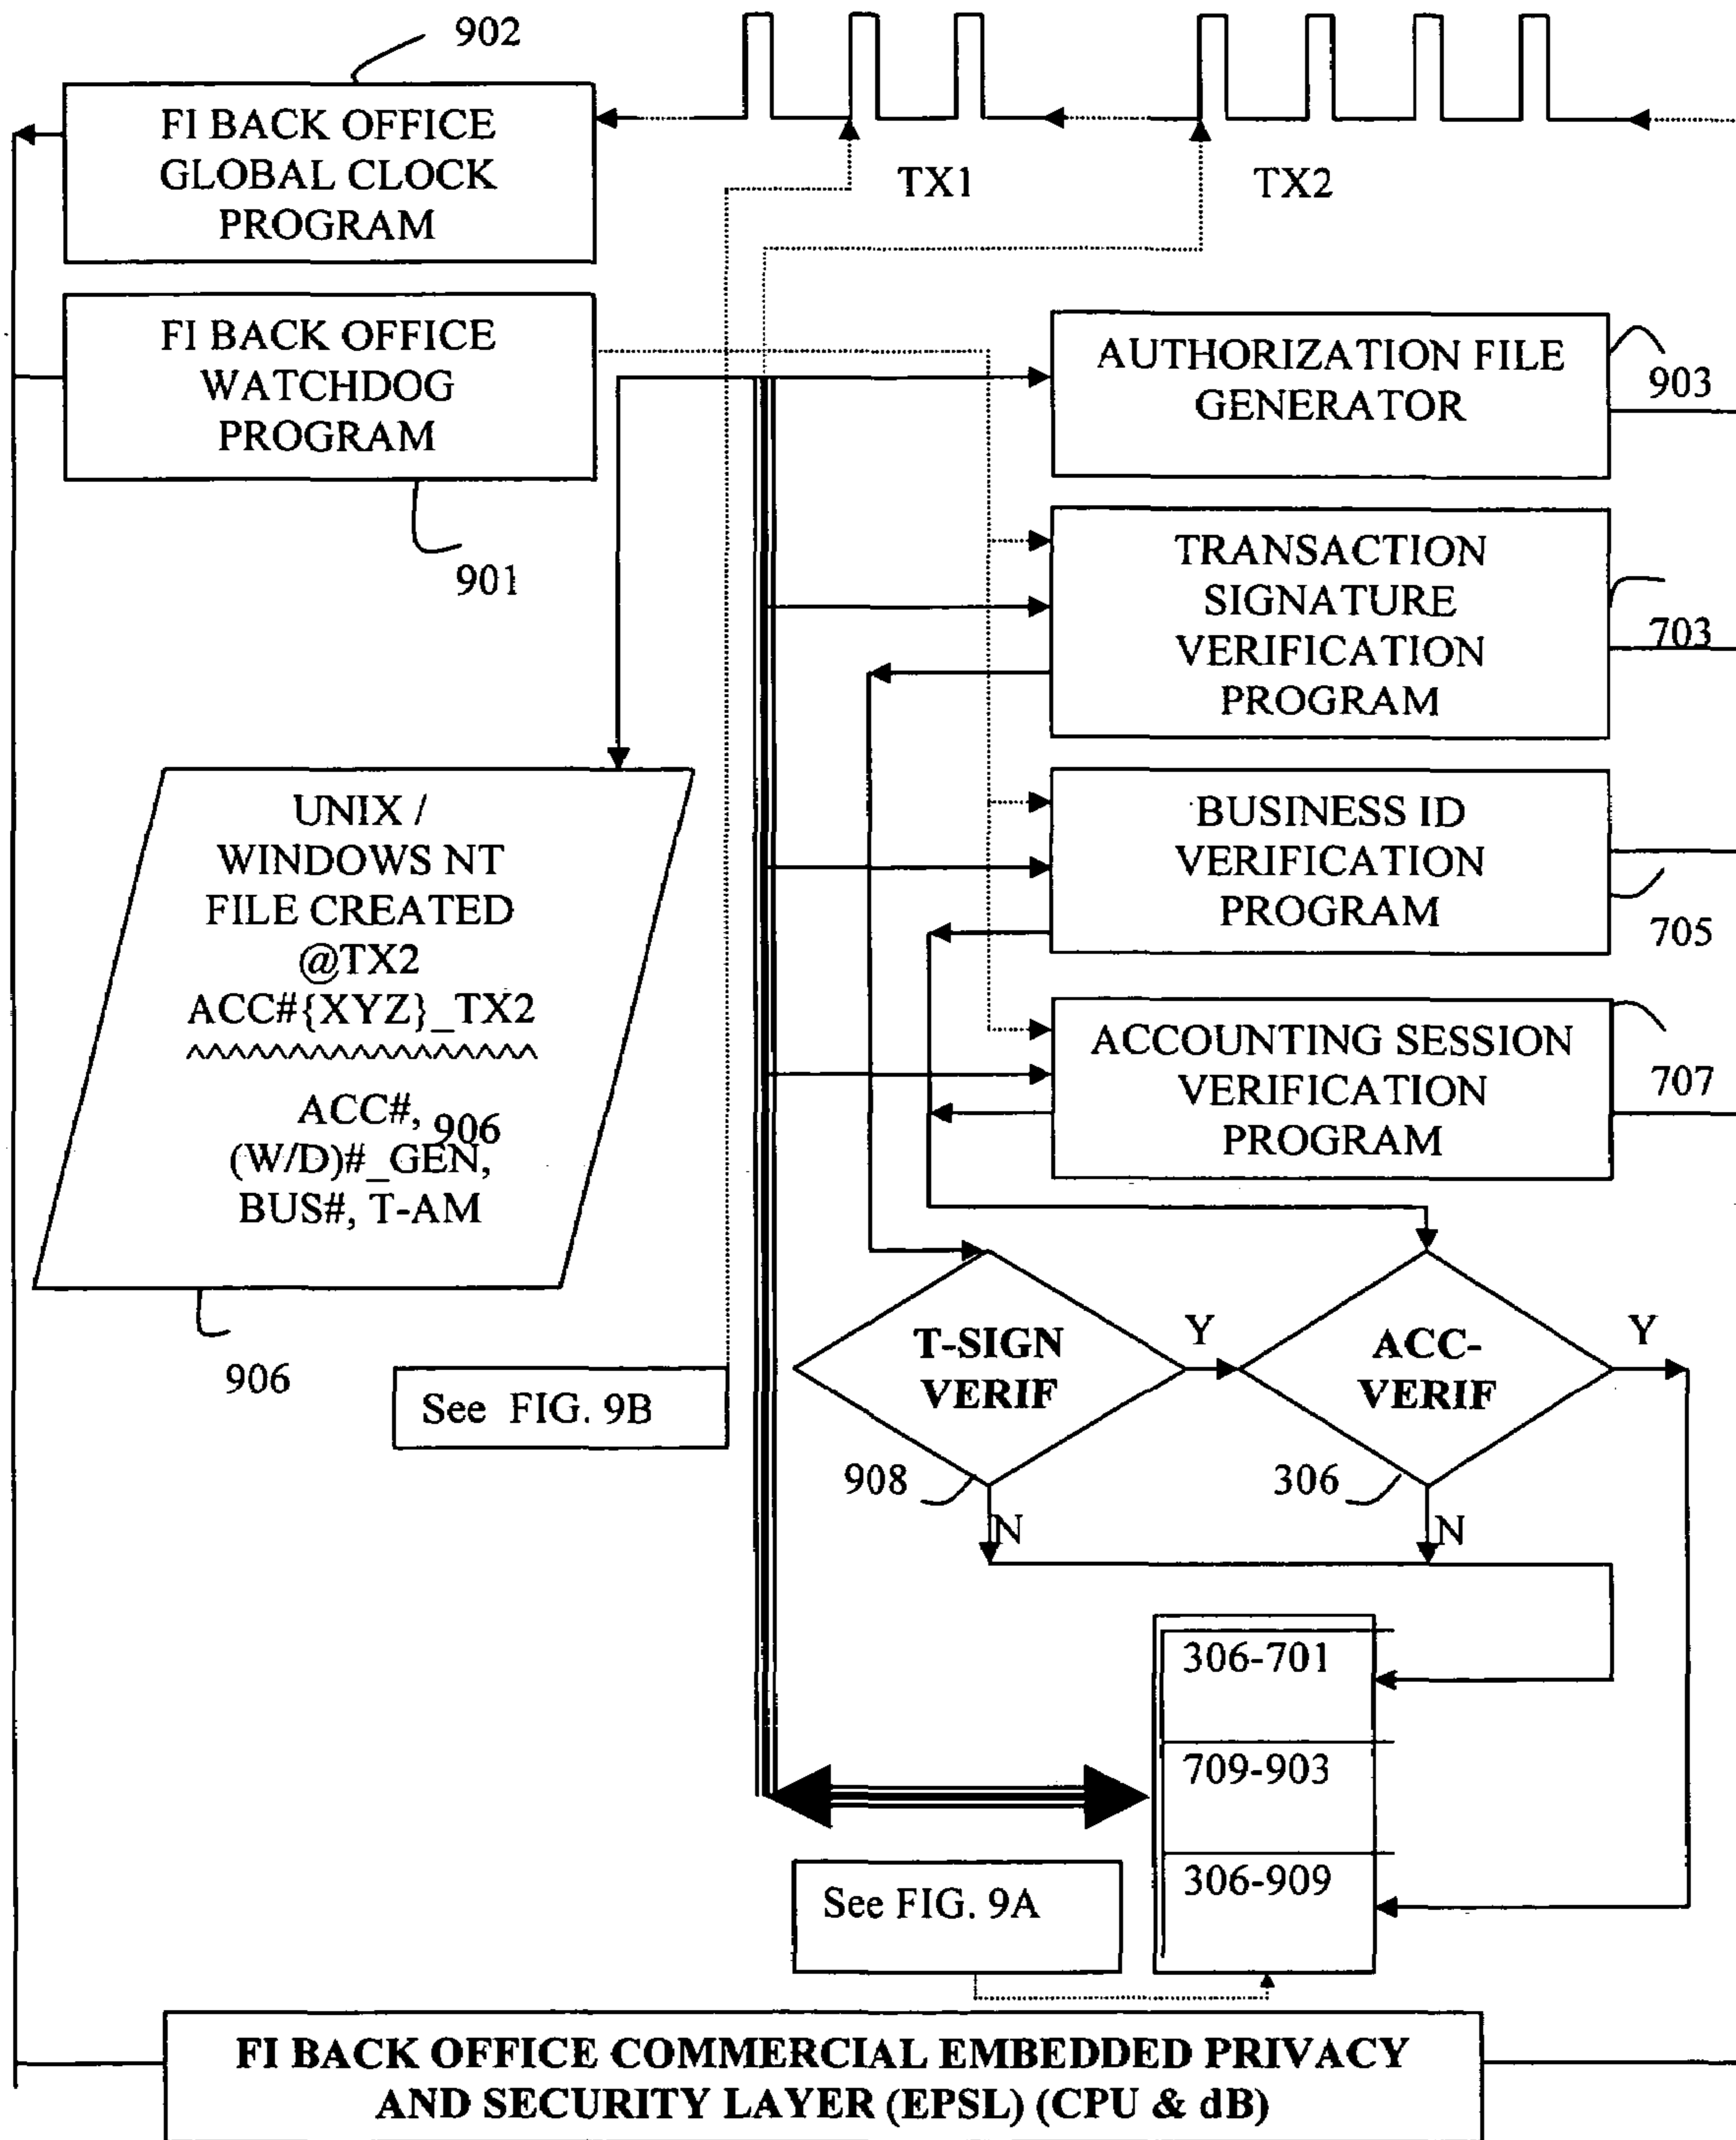 902
FI BACK OFFICE
GLOBAL CLOCK
PROGRAM
TX1
TX2
FI BACK OFFICE
WATCHDOG
PROGRAM
901
AUTHORIZATION FILE
GENERATOR
903
TRANSACTION
SIGNATURE
VERIFICATION
PROGRAM
703
BUSINESS ID
VERIFICATION
PROGRAM
705
ACCOUNTING SESSION
VERIFICATION
PROGRAM
707
UNIX /
WINDOWS NT
FILE CREATED
@TX2
ACC#{XYZ}_TX2
^^^^^^^^^^^^^^^^^
ACC#, 906
(W/D)#_GEN,
BUS#, T-AM
906
See FIG. 9B
T-SIGN
VERIF
Y
ACC-
VERIF
Y
908
306
N
N
306-701
709-903
306-909
See FIG. 9A
FI BACK OFFICE COMMERCIAL EMBEDDED PRIVACY
AND SECURITY LAYER (EPSL) (CPU & dB)